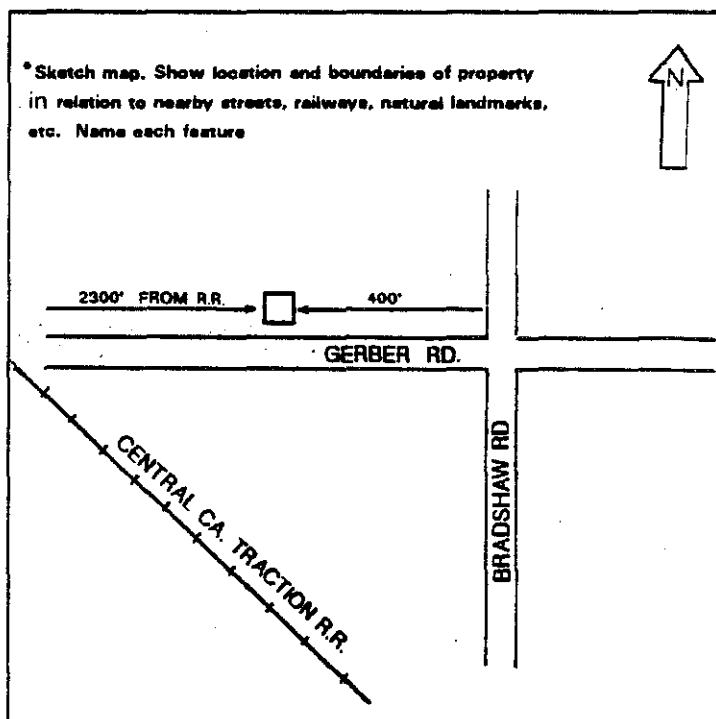 *Sketch map. Show location and boundaries of property
in relation to nearby streets, railways, natural landmarks,
etc. Name each feature
N
2300' FROM R.R.
400'
GERBER RD.
CENTRAL CA. TRACTION R.R.
BRADSHAW RD